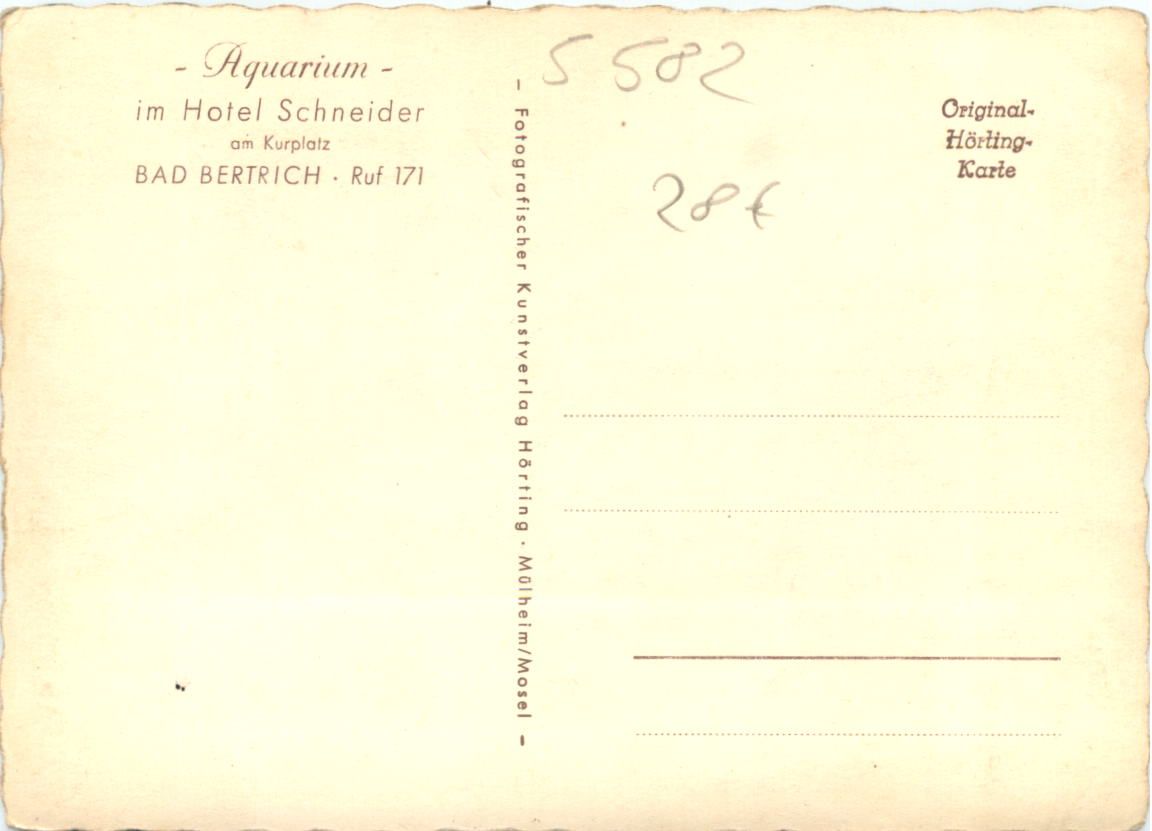 - Aquarium -
im Hotel Schneider
am Kurplatz
BAD BERTRICH · Ruf 171
- Fotografischer Kunstverlag Hörting · Mülheim/Mosel -
5 582
28 €
Original-
Hörting-
Karte